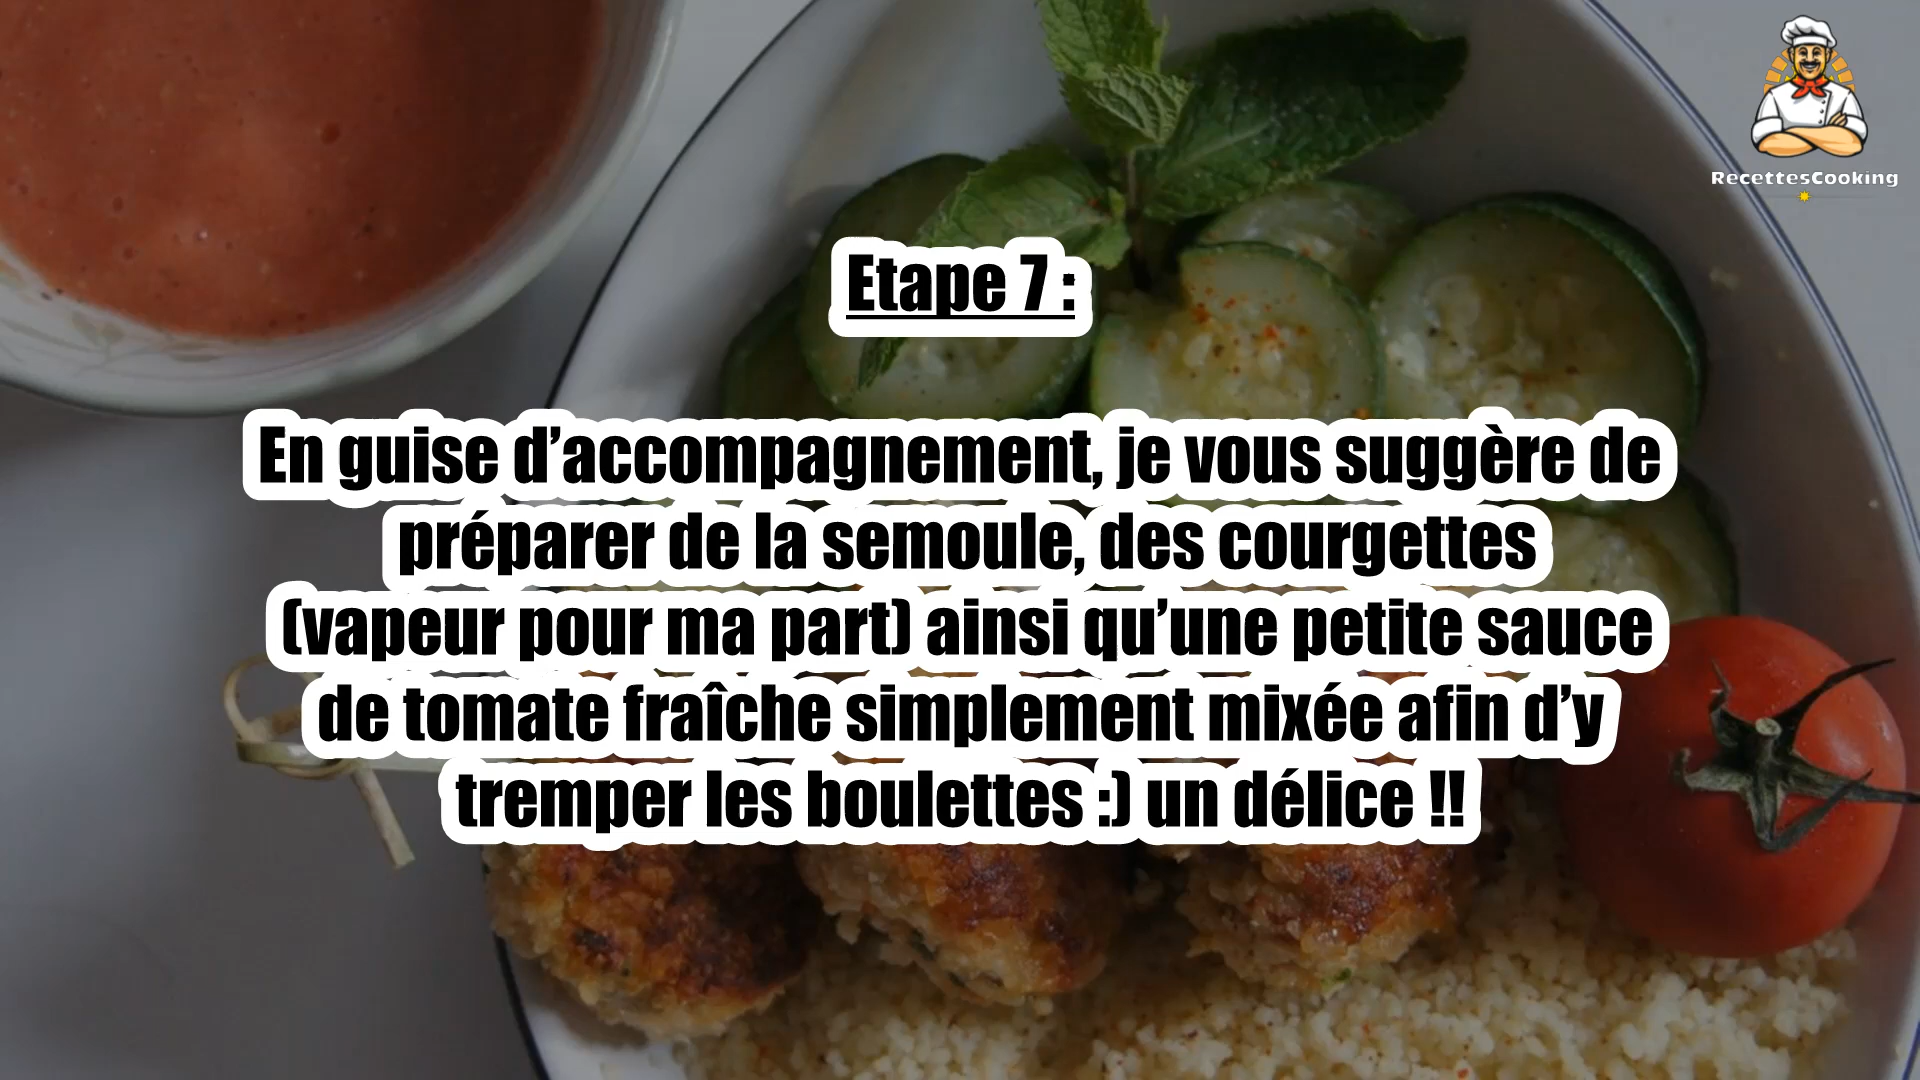 RecettesCooking
Etape 7 :
En guise d’accompagnement, je vous suggère de
préparer de la semoule, des courgettes
(vapeur pour ma part) ainsi qu’une petite sauce
de tomate fraîche simplement mixée afin d’y
tremper les boulettes :) un délice !!